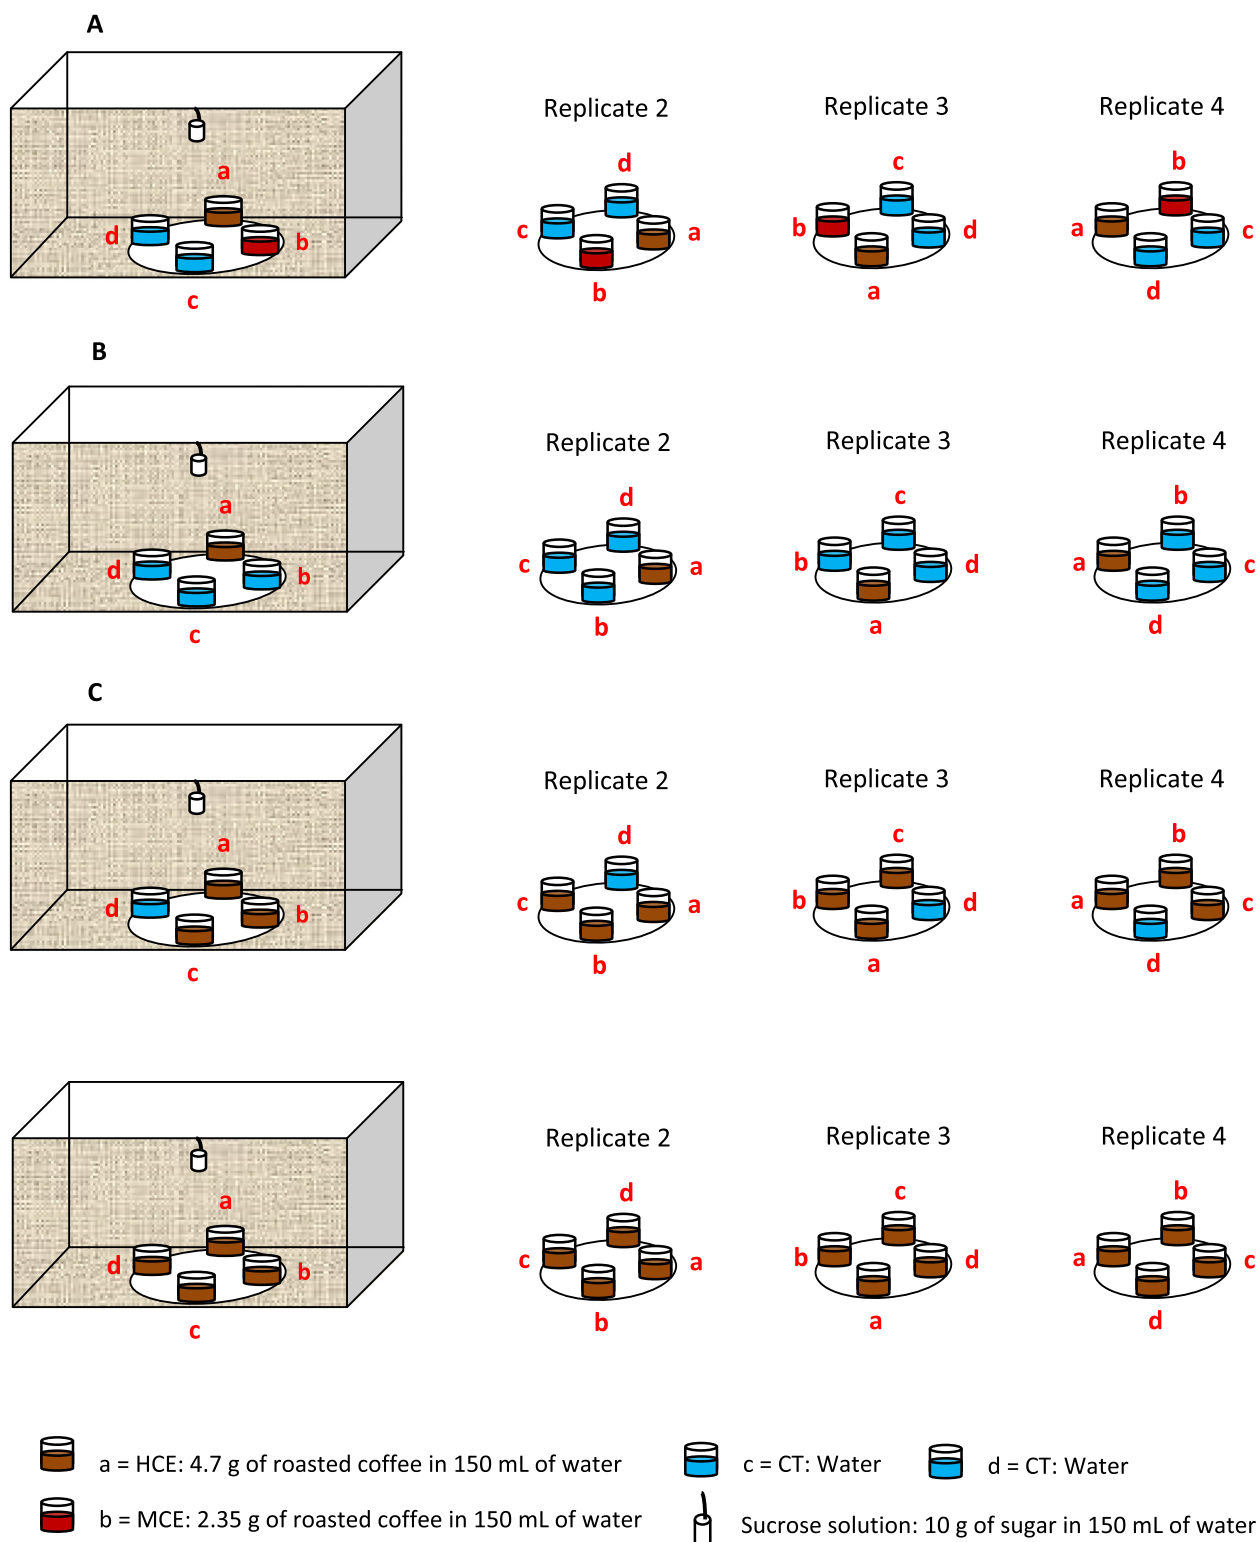 A
Replicate 2
Replicate 3
Replicate 4
a
d
b
c
d
c
a
b
c
b
d
a
b
a
c
d
B
Replicate 2
Replicate 3
Replicate 4
a
d
b
c
d
c
a
b
c
b
d
a
b
a
c
d
C
Replicate 2
Replicate 3
Replicate 4
a
d
b
c
d
c
a
b
c
b
d
a
b
a
c
d
Replicate 2
Replicate 3
Replicate 4
a
d
b
c
d
c
a
b
c
b
d
a
b
a
c
d
a = HCE: 4.7 g of roasted coffee in 150 mL of water
c = CT: Water
d = CT: Water
b = MCE: 2.35 g of roasted coffee in 150 mL of water
Sucrose solution: 10 g of sugar in 150 mL of water